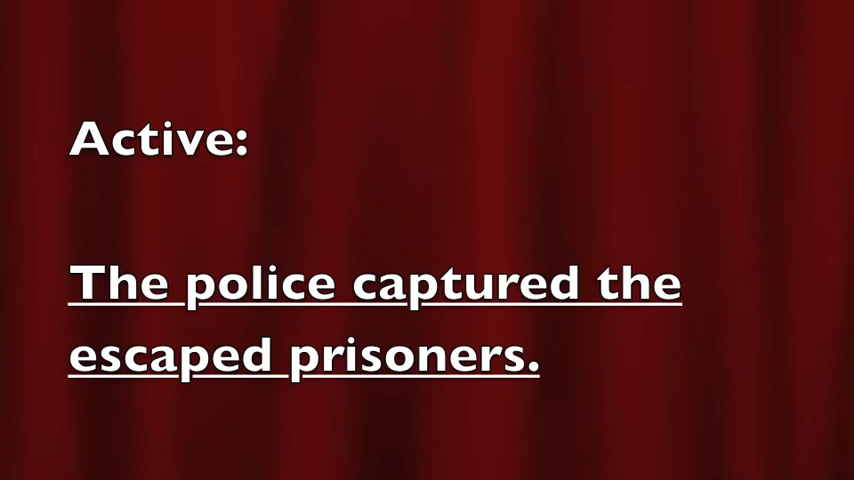 Active:
The police captured the
escaped prisoners.